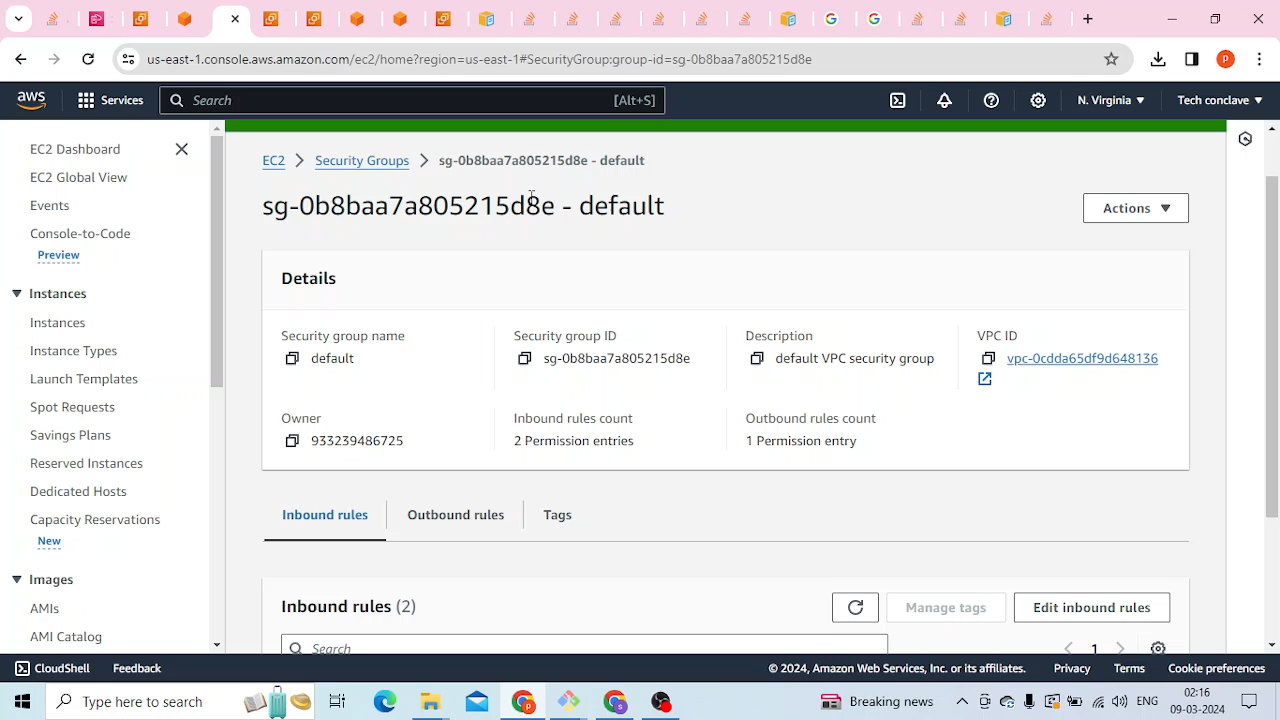 us-east-1.console.aws.amazon.com/ec2/home?region=us-east-1#SecurityGroup:group-id=sg-0b8baa7a805215d8e
aws
Services
Search
[Alt+S]
N. Virginia
Tech conclave
EC2 Dashboard
EC2 Global View
Events
Console-to-Code
Preview
Instances
Instances
Instance Types
Launch Templates
Spot Requests
Savings Plans
Reserved Instances
Dedicated Hosts
Capacity Reservations
New
Images
AMIs
AMI Catalog
EC2 > Security Groups > sg-0b8baa7a805215d8e - default
sg-0b8baa7a805215d8e - default
Actions
Details
Security group name
default
Security group ID
sg-0b8baa7a805215d8e
Description
default VPC security group
VPC ID
vpc-0cdda65df9d648136
Owner
933239486725
Inbound rules count
2 Permission entries
Outbound rules count
1 Permission entry
Inbound rules
Outbound rules
Tags
Inbound rules (2)
Manage tags
Edit inbound rules
Search
1
CloudShell
Feedback
© 2024, Amazon Web Services, Inc. or its affiliates.
Privacy
Terms
Cookie preferences
Type here to search
Breaking news
ENG
02:16
09-03-2024